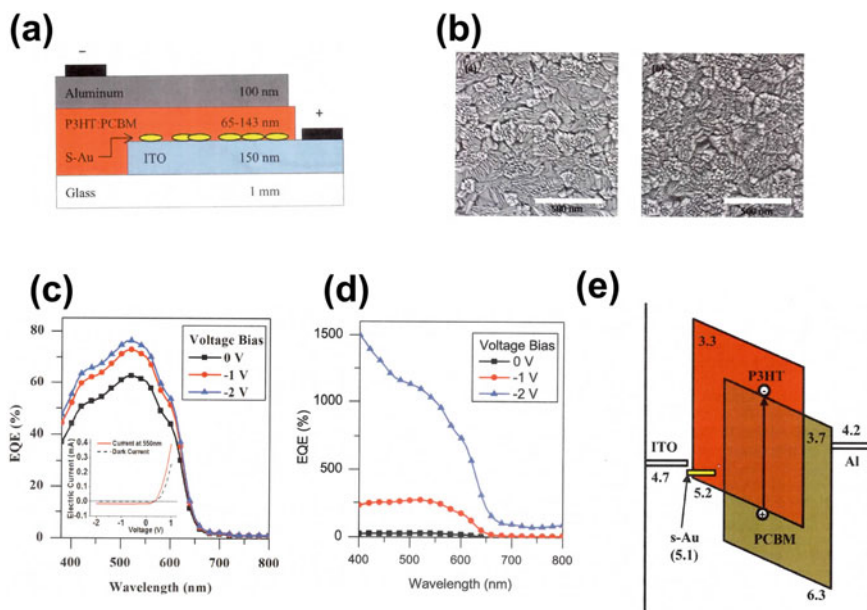 (a)
−
Aluminum 100 nm
+
P3HT:PCBM 65-143 nm
S-Au
ITO 150 nm
Glass 1 mm
(b)
500 nm
500 nm
(c)
EQE (%)
80
60
40
20
0
Voltage Bias
0 V
-1 V
-2 V
Electric Current (mA)
0.4
0.3
0.2
0.1
0.0
-0.1
Current at 550nm
Dark Current
-2 -1 0 1
Voltage (V)
400 500 600 700 800
Wavelength (nm)
(d)
EQE (%)
1500
1000
500
250
0
Voltage Bias
0 V
-1 V
-2 V
400 500 600 700 800
Wavelength (nm)
(e)
3.3
P3HT
-
3.7
4.2
Al
ITO
4.7
5.2
s-Au
(5.1)
+
PCBM
6.3